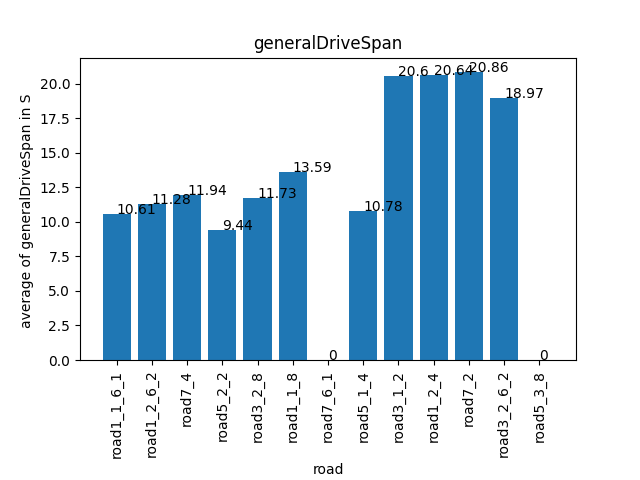 generalDriveSpan
average of generalDriveSpan in S
20.0
17.5
15.0
12.5
10.0
7.5
5.0
2.5
0.0
10.61
11.28
11.94
9.44
11.73
13.59
0
10.78
20.6
20.64
20.86
18.97
0
road1_1_6_1
road1_2_6_2
road7_4
road5_2_2
road3_2_8
road1_1_8
road7_6_1
road5_1_4
road3_1_2
road1_2_4
road7_2
road3_2_6_2
road5_3_8
road